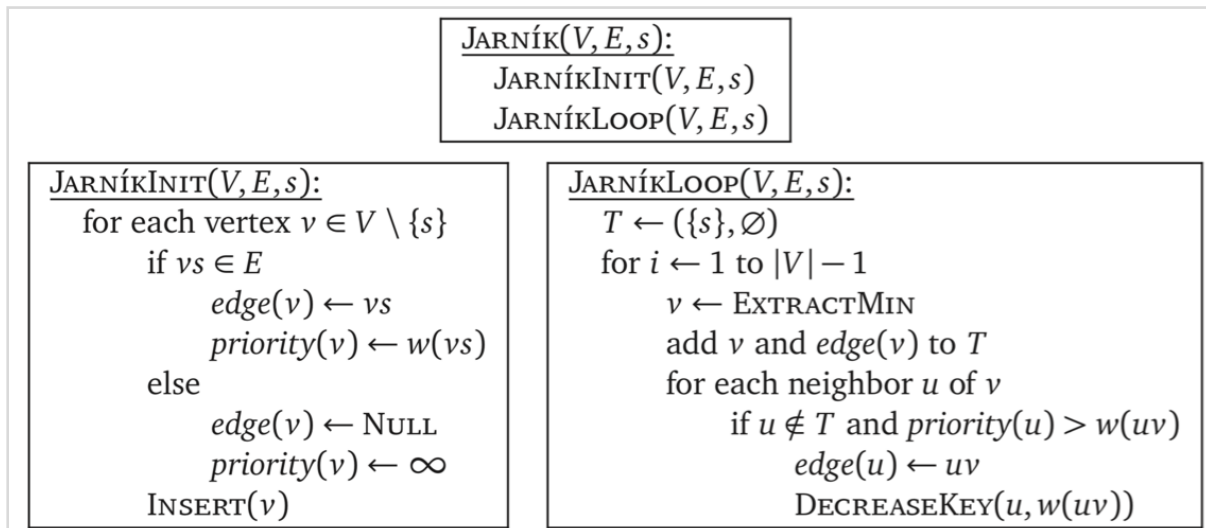 JARNÍK(V, E, s):
JARNÍKINIT(V, E, s)
JARNÍKLOOP(V, E, s)
JARNÍKINIT(V, E, s):
for each vertex v ∈ V \ {s}
if vs ∈ E
edge(v) ← vs
priority(v) ← w(vs)
else
edge(v) ← NULL
priority(v) ← ∞
INSERT(v)
JARNÍKLOOP(V, E, s):
T ← ({s}, ∅)
for i ← 1 to |V| − 1
v ← EXTRACTMIN
add v and edge(v) to T
for each neighbor u of v
if u ∉ T and priority(u) > w(uv)
edge(u) ← uv
DECREASEKEY(u, w(uv))